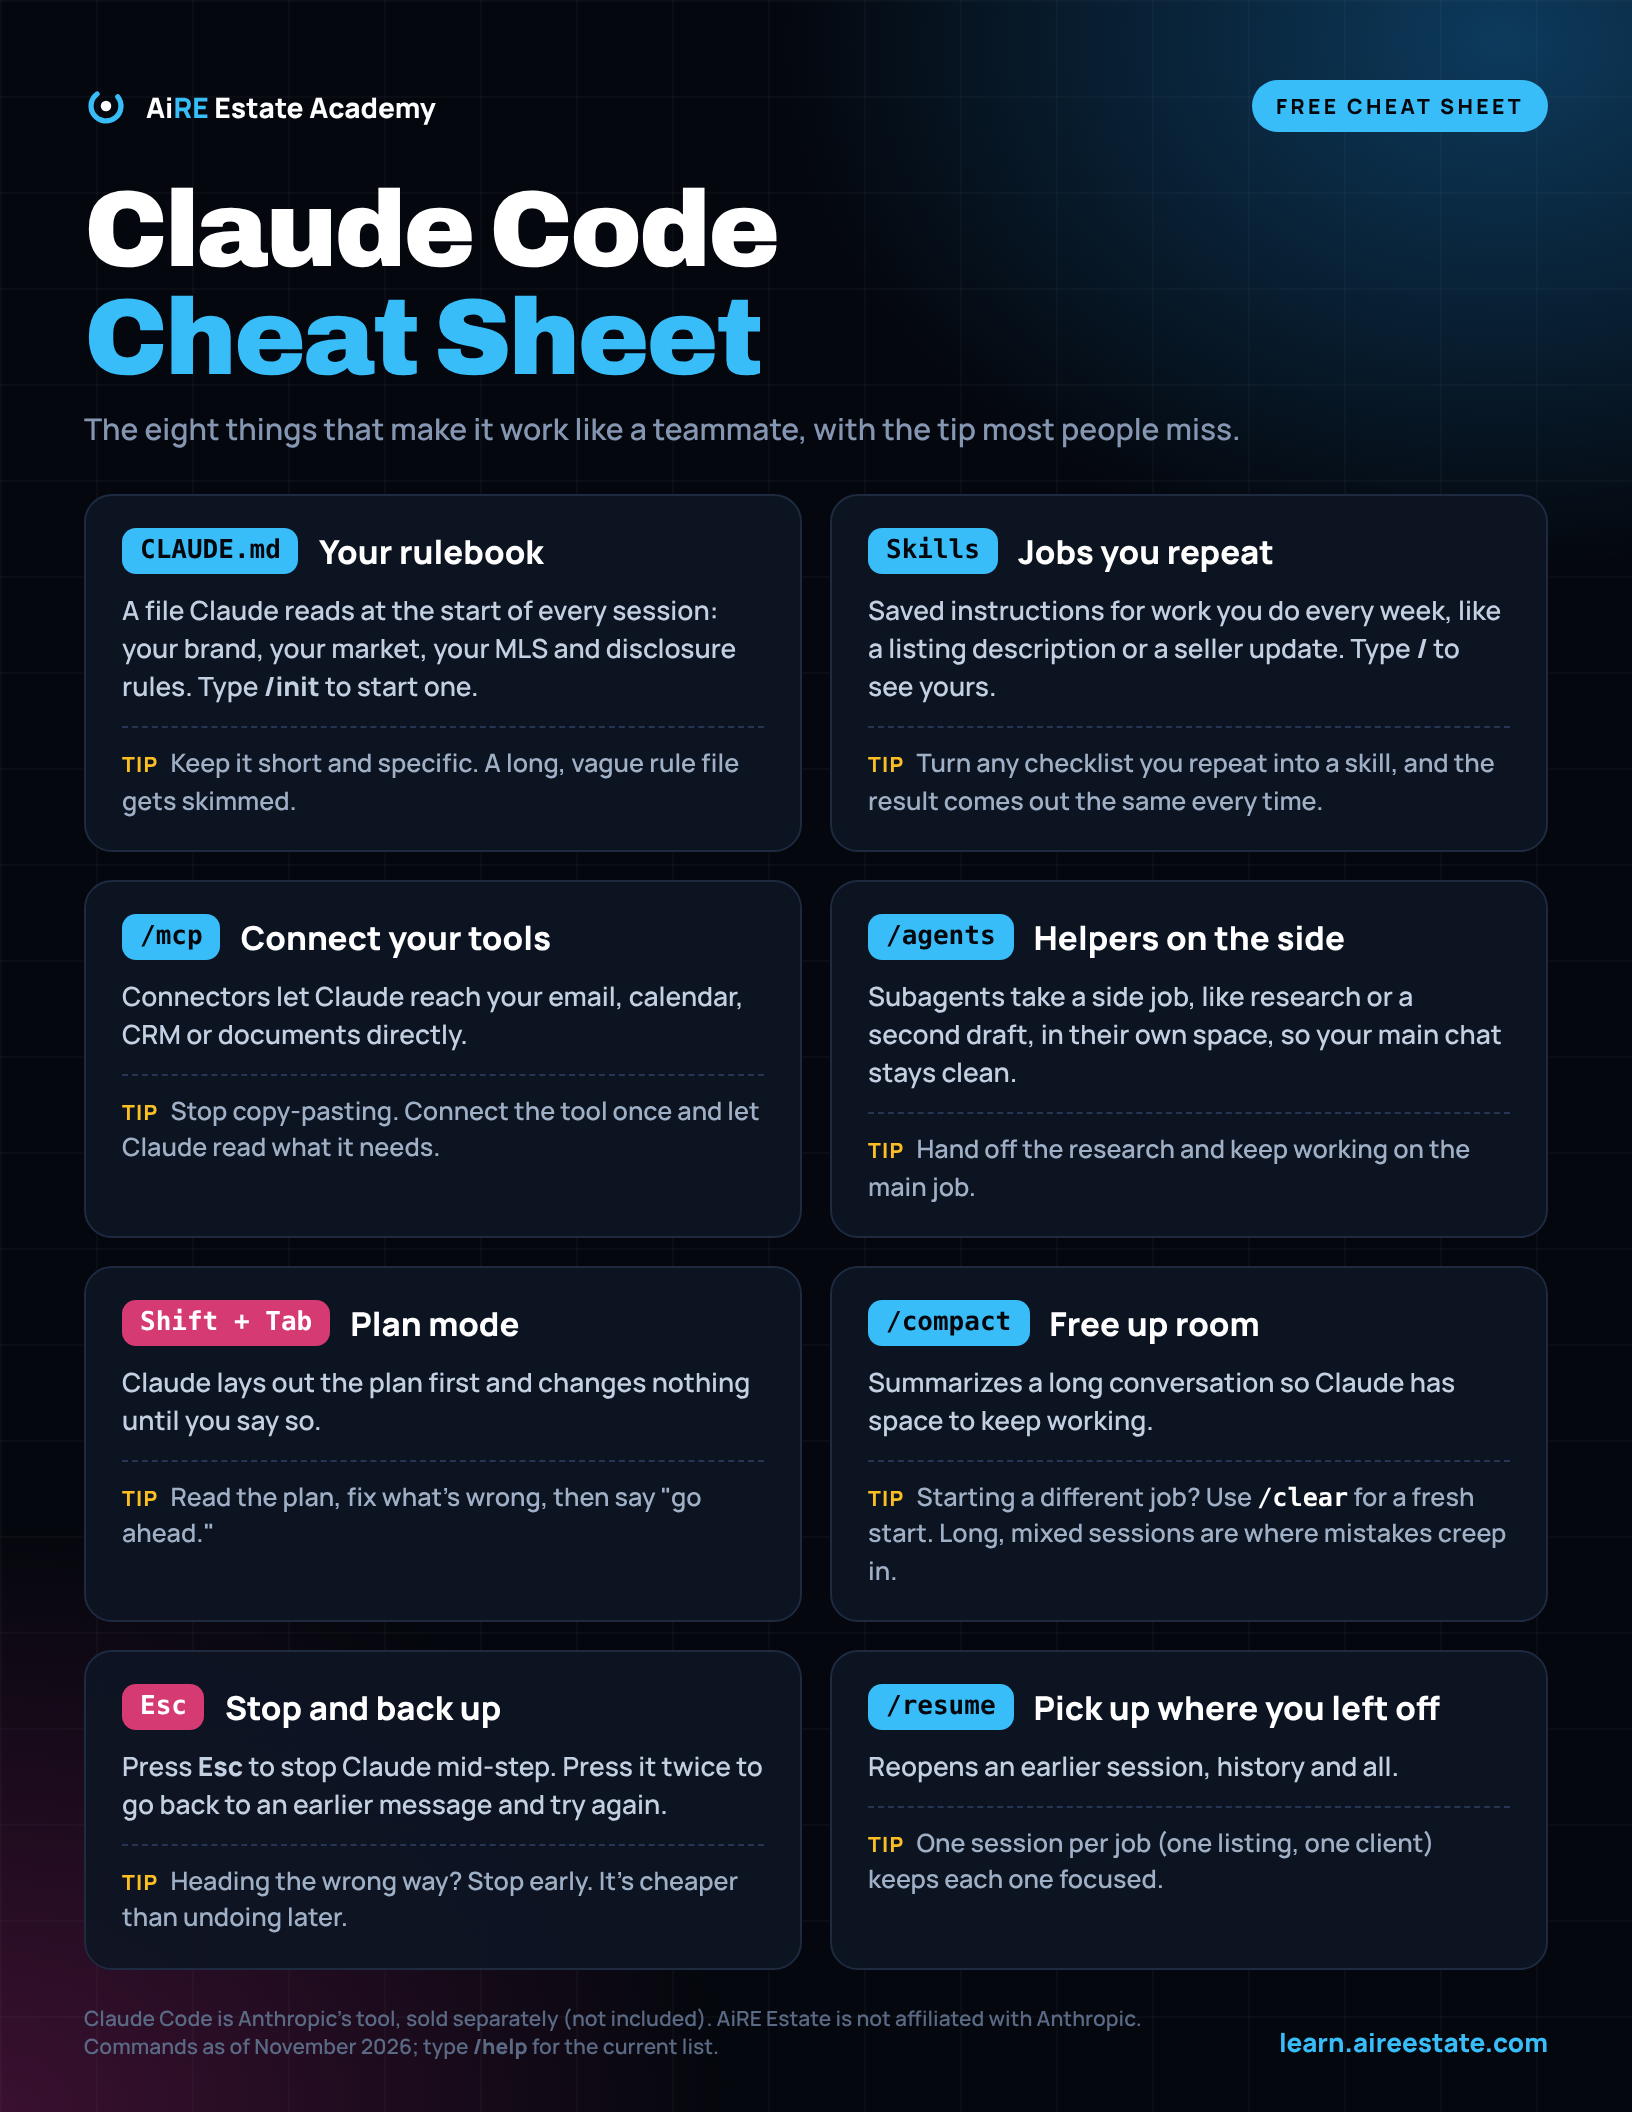 AiRE Estate Academy
FREE CHEAT SHEET
Claude Code
Cheat Sheet
The eight things that make it work like a teammate, with the tip most people miss.
CLAUDE.md Your rulebook
A file Claude reads at the start of every session:
your brand, your market, your MLS and disclosure
rules. Type /init to start one.
TIP Keep it short and specific. A long, vague rule file
gets skimmed.
Skills Jobs you repeat
Saved instructions for work you do every week, like
a listing description or a seller update. Type / to
see yours.
TIP Turn any checklist you repeat into a skill, and the
result comes out the same every time.
/mcp Connect your tools
Connectors let Claude reach your email, calendar,
CRM or documents directly.
TIP Stop copy-pasting. Connect the tool once and let
Claude read what it needs.
/agents Helpers on the side
Subagents take a side job, like research or a
second draft, in their own space, so your main chat
stays clean.
TIP Hand off the research and keep working on the
main job.
Shift + Tab Plan mode
Claude lays out the plan first and changes nothing
until you say so.
TIP Read the plan, fix what's wrong, then say "go
ahead."
/compact Free up room
Summarizes a long conversation so Claude has
space to keep working.
TIP Starting a different job? Use /clear for a fresh
start. Long, mixed sessions are where mistakes creep
in.
Esc Stop and back up
Press Esc to stop Claude mid-step. Press it twice to
go back to an earlier message and try again.
TIP Heading the wrong way? Stop early. It's cheaper
than undoing later.
/resume Pick up where you left off
Reopens an earlier session, history and all.
TIP One session per job (one listing, one client)
keeps each one focused.
Claude Code is Anthropic's tool, sold separately (not included). AiRE Estate is not affiliated with Anthropic.
Commands as of November 2026; type /help for the current list.
learn.aireestate.com